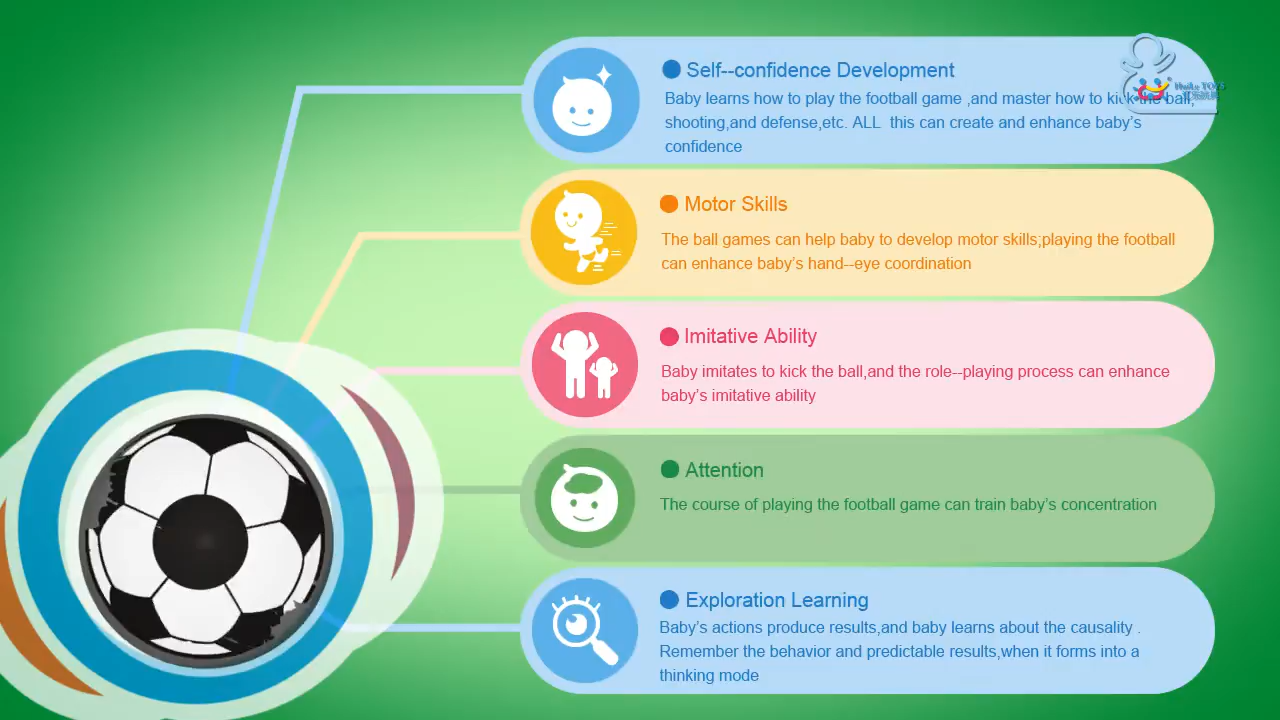 Self--confidence Development
Baby learns how to play the football game ,and master how to kick the ball,
shooting,and defense,etc. ALL  this can create and enhance baby's
confidence
Motor Skills
The ball games can help baby to develop motor skills;playing the football
can enhance baby's hand--eye coordination
Imitative Ability
Baby imitates to kick the ball,and the role--playing process can enhance
baby's imitative ability
Attention
The course of playing the football game can train baby's concentration
Exploration Learning
Baby's actions produce results,and baby learns about the causality .
Remember the behavior and predictable results,when it forms into a
thinking mode